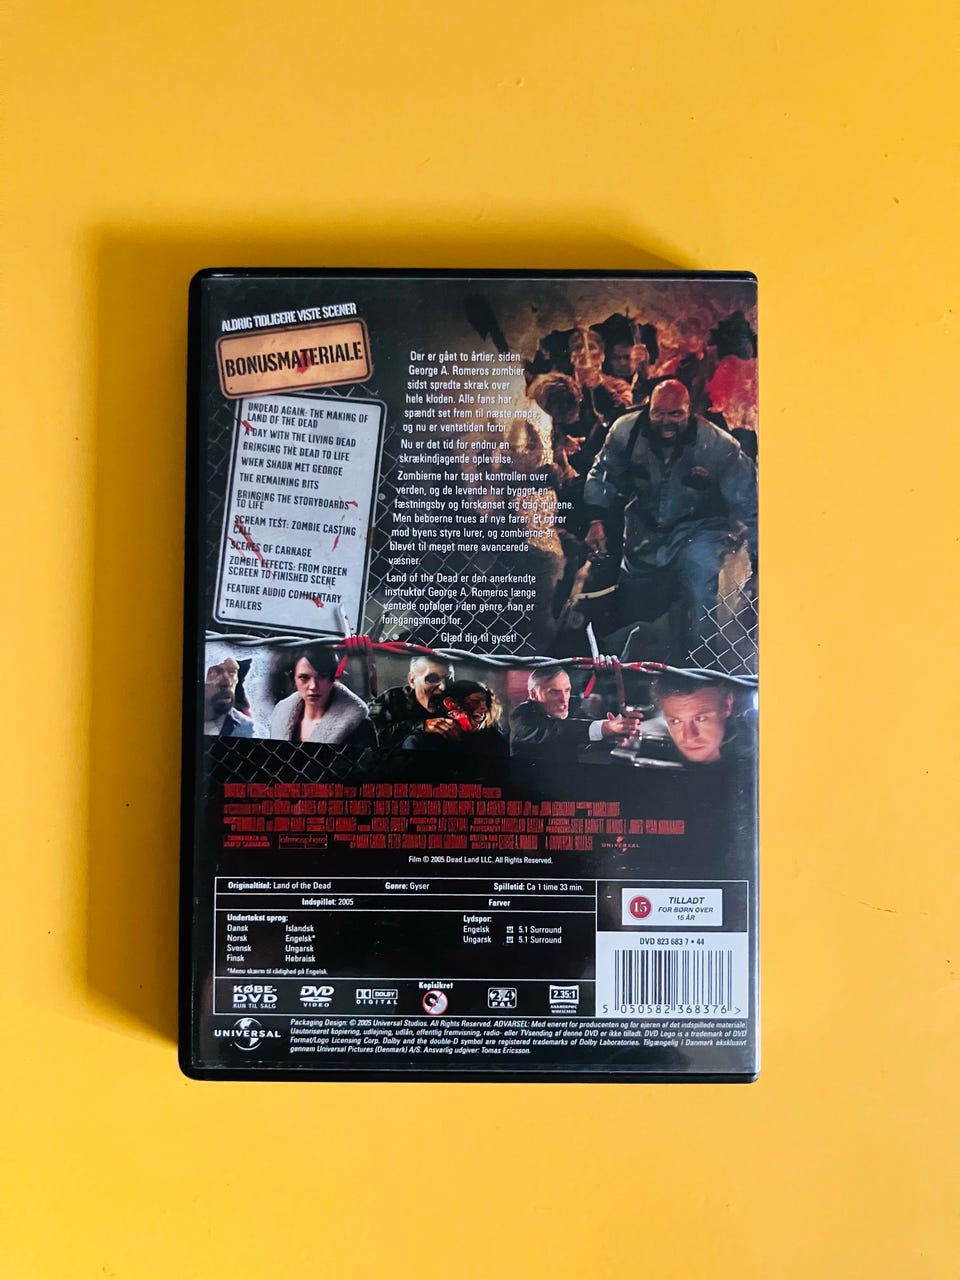 ALDRIG TIDLIGERE VISTE SCENER
BONUSMATERIALE
UNDEAD AGAIN: THE MAKING OF
LAND OF THE DEAD
A DAY WITH THE LIVING DEAD
BRINGING THE DEAD TO LIFE
WHEN SHAUN MET GEORGE
THE REMAINING BITS
BRINGING THE STORYBOARDS
TO LIFE
SCREAM TEST: ZOMBIE CASTING
CALL
SCENES OF CARNAGE
ZOMBIE EFFECTS: FROM GREEN
SCREEN TO FINISHED SCENE
FEATURE AUDIO COMMENTARY
TRAILERS
Der er gået to årtier, siden
George A. Romeros zombier
sidst spredte skræk over
hele kloden. Alle fans har
spændt set frem til næste møde,
og nu er ventetiden forbi.
Nu er det tid for endnu en
skrækindjagende oplevelse.
Zombierne har taget kontrollen over
verden, og de levende har bygget en
fæstningsby og forskanset sig bag murene.
Men beboerne trues af nye farer. Et oprør
mod byens styre lurer, og zombierne er
blevet til meget mere avancerede
væsner.
Land of the Dead er den anerkendte
instruktør George A. Romeros længe
ventede opfølger i den genre, han er
foregangsmand for.
Glæd dig til gyset!
atmosphere
UNIVERSAL
Film © 2005 Dead Land LLC. All Rights Reserved.
Originaltitel: Land of the Dead Genre: Gyser Spilletid: Ca 1 time 33 min.
Indspillet: 2005 Farver
Undertekst sprog:
Dansk Islandsk
Norsk Engelsk*
Svensk Ungarsk
Finsk Hebraisk
*Menu skærm til rådighed på Engelsk
Lydspor:
Engelsk 5.1 Surround
Ungarsk 5.1 Surround
15 TILLADT
FOR BØRN OVER
15 ÅR
DVD 823 683 7 • 44
5 050582 368376 >
KØBE-
DVD
KUN TIL SALG
DVD
VIDEO
DOLBY
DIGITAL
Kopisikret
2 4
PAL
2.35:1
ANAMORPHIC
WIDESCREEN
UNIVERSAL
Packaging Design: © 2005 Universal Studios. All Rights Reserved. ADVARSEL: Med eneret for producenten og for ejeren af det indspillede materiale.
Uautoriseret kopiering, udlejning, udlån, offentlig fremvisning, radio- eller TVsending af denne DVD er ikke tilladt. DVD Logo is a trademark of DVD
Format/Logo Licensing Corp. Dolby and the double-D symbol are registered trademarks of Dolby Laboratories. Tilgængelig i Danmark eksklusivt
gennem Universal Pictures (Denmark) A/S. Ansvarlig udgiver: Tomas Ericsson.